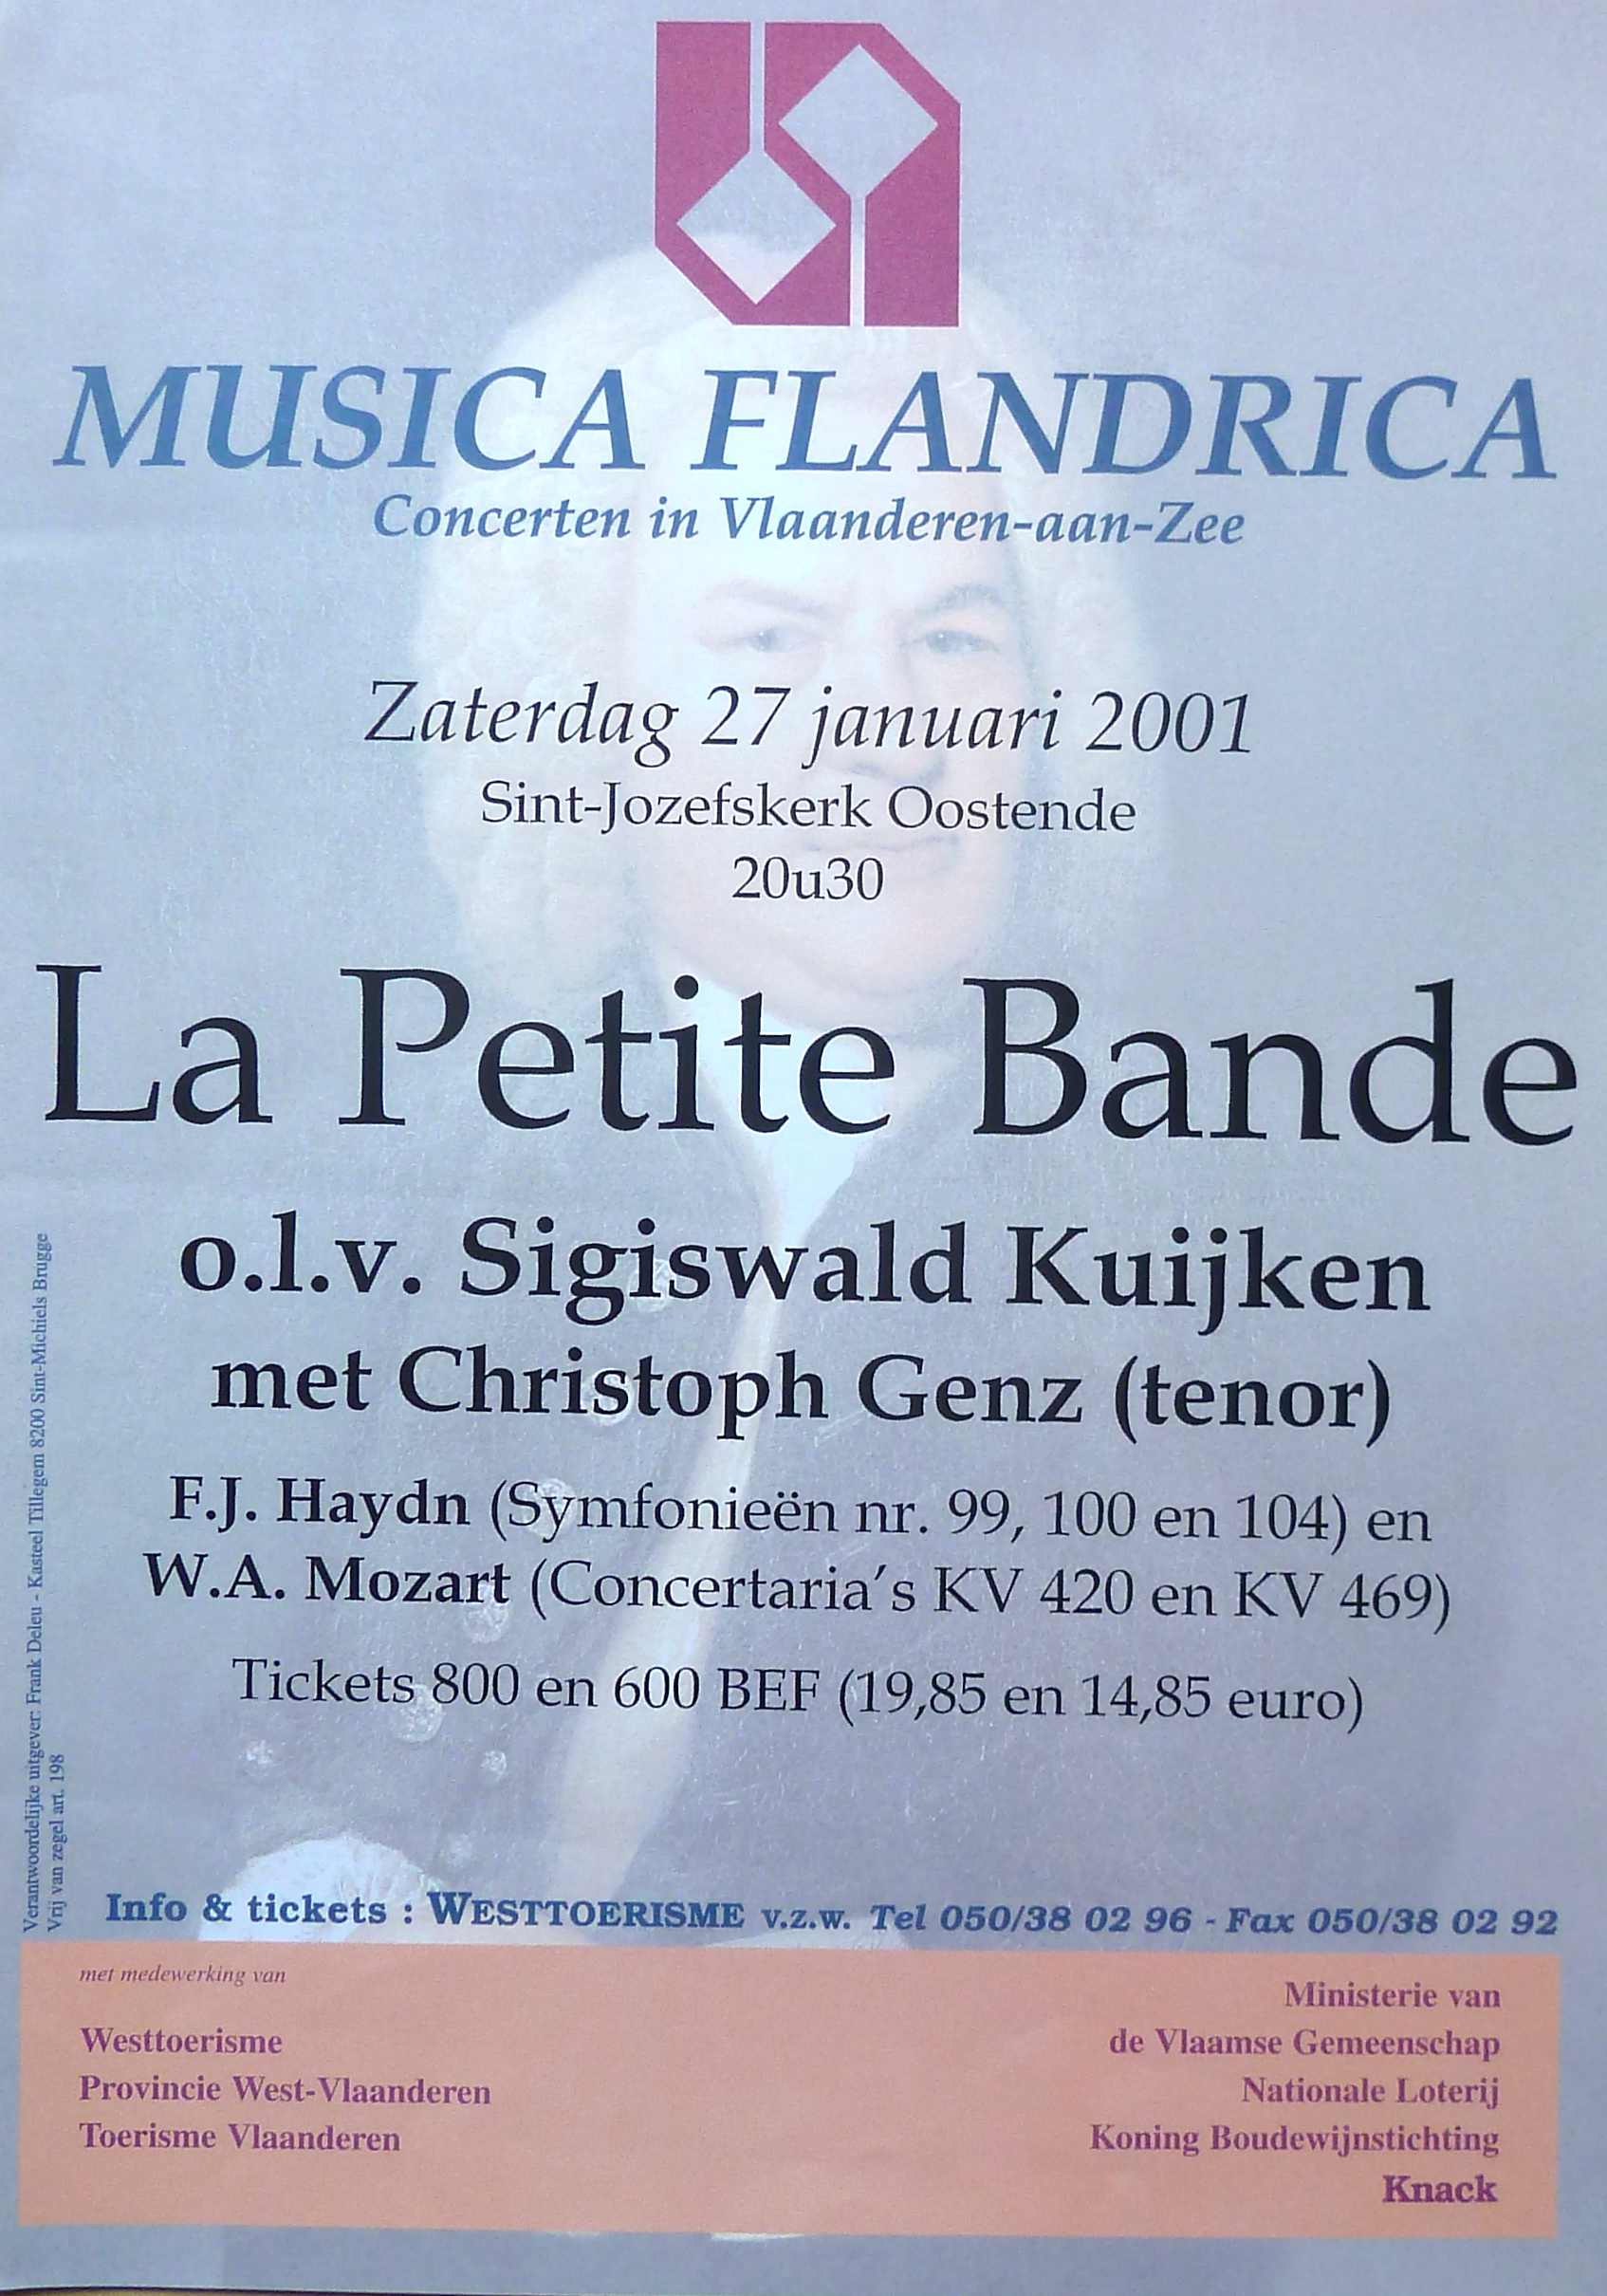 MUSICA FLANDRICA
Concerten in Vlaanderen-aan-Zee
Zaterdag 27 januari 2001
Sint-Jozefskerk Oostende
20u30
La Petite Bande
o.l.v. Sigiswald Kuijken
met Christoph Genz (tenor)
F.J. Haydn (Symfonieën nr. 99, 100 en 104) en
W.A. Mozart (Concertaria's KV 420 en KV 469)
Tickets 800 en 600 BEF (19,85 en 14,85 euro)
Verantwoordelijke uitgever: Frank Deleu - Kasteel Tillegem 8200 Sint-Michiels Brugge
Vrij van zegel art. 198
Info & tickets : WESTTOERISME v.z.w. Tel 050/38 02 96 - Fax 050/38 02 92
met medewerking van
Westtoerisme
Provincie West-Vlaanderen
Toerisme Vlaanderen
Ministerie van
de Vlaamse Gemeenschap
Nationale Loterij
Koning Boudewijnstichting
Knack